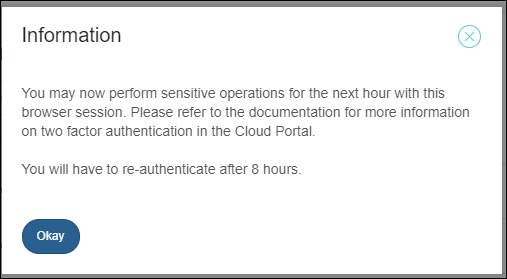 Information
You may now perform sensitive operations for the next hour with this
browser session. Please refer to the documentation for more information
on two factor authentication in the Cloud Portal.
You will have to re-authenticate after 8 hours.
Okay